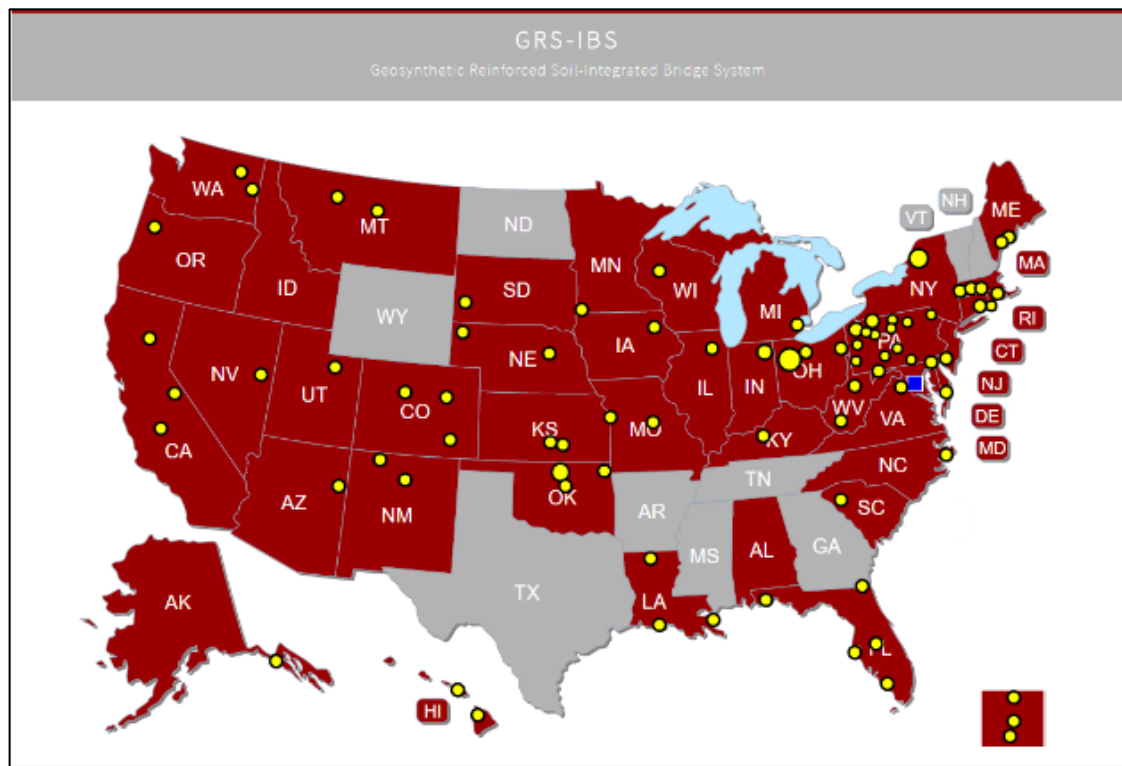 GRS-IBS
Geosynthetic Reinforced Soil-Integrated Bridge System
WA
MT
ND
MN
VT
NH
ME
OR
ID
SD
WI
MI
NY
MA
WY
RI
NE
IA
PA
CT
NV
UT
CO
IL
IN
OH
NJ
CA
KS
MO
WV
VA
DE
KY
MD
AZ
NM
OK
TN
NC
AR
SC
MS
AL
GA
TX
LA
AK
FL
HI